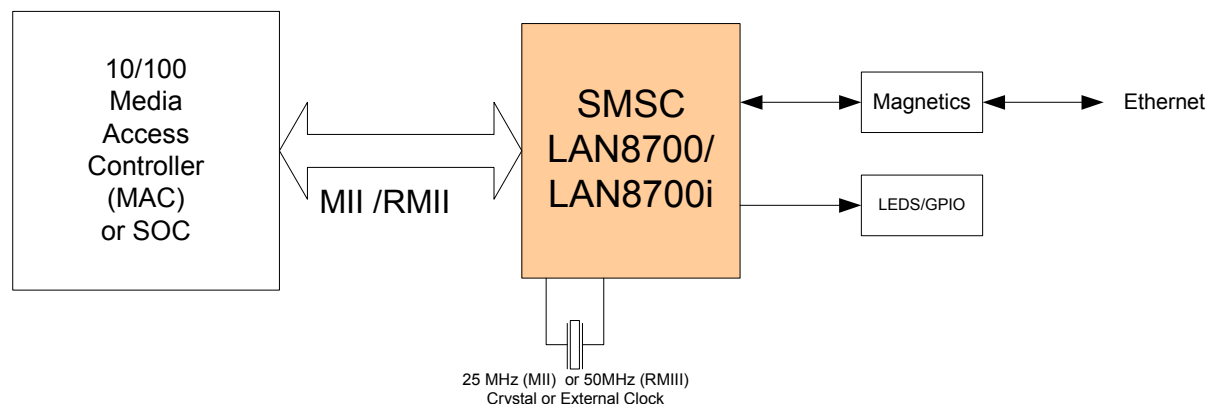 10/100
Media
Access
Controller
(MAC)
or SOC
MII /RMII
SMSC
LAN8700/
LAN8700i
Magnetics
Ethernet
LEDS/GPIO
25 MHz (MII) or 50MHz (RMIII)
Crystal or External Clock